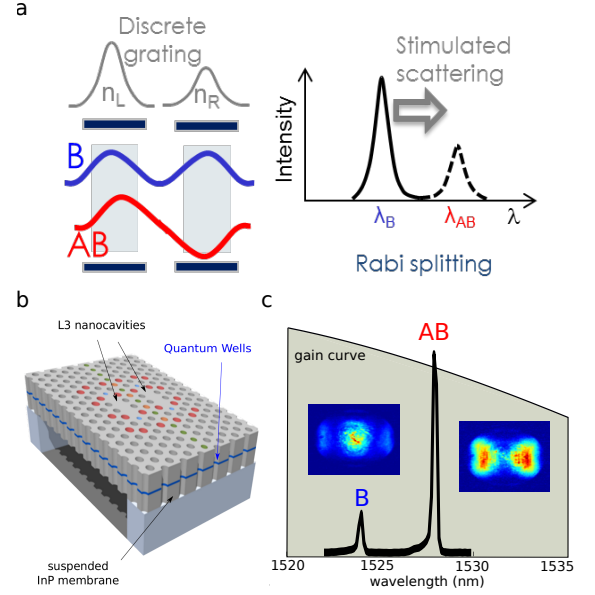 a
Discrete
grating
n_L
n_R
B
AB
Stimulated
scattering
Intensity
λ_B
λ_AB
λ
Rabi splitting
b
L3 nanocavities
Quantum Wells
suspended
InP membrane
c
AB
gain curve
B
1520
1525
1530
1535
wavelength (nm)